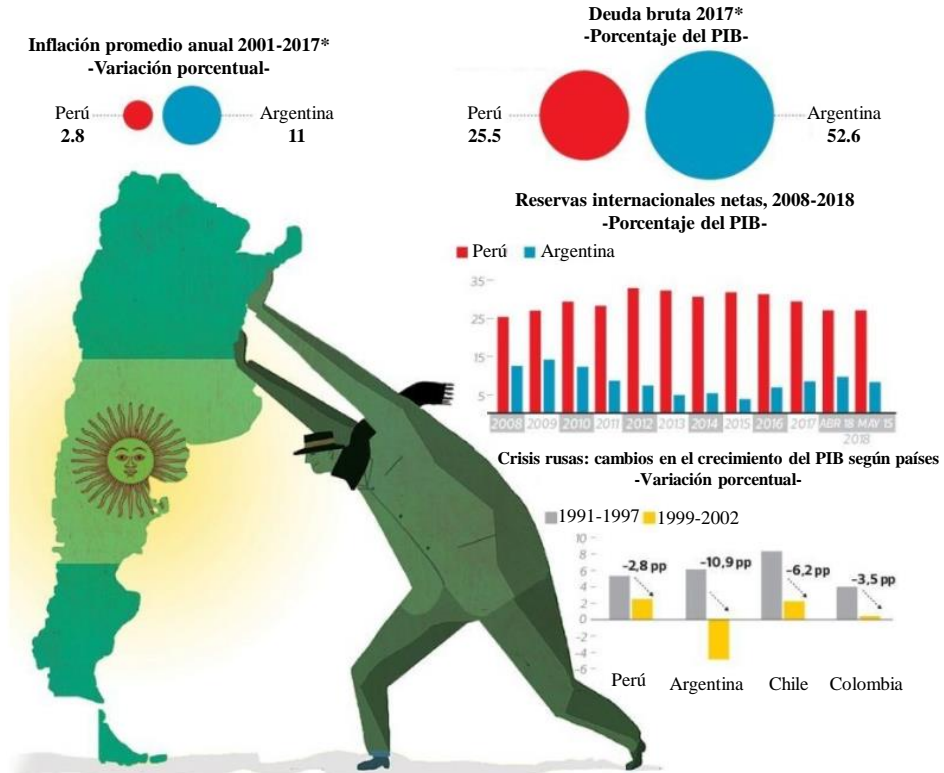 Inflación promedio anual 2001-2017*
-Variación porcentual-
Perú
2.8
Argentina
11
Deuda bruta 2017*
-Porcentaje del PIB-
Perú
25.5
Argentina
52.6
Reservas internacionales netas, 2008-2018
-Porcentaje del PIB-
Perú Argentina
35
25
15
5
2008 2009 2010 2011 2012 2013 2014 2015 2016 2017 ABR 18 MAY 15
2018
Crisis rusas: cambios en el crecimiento del PIB según países
-Variación porcentual-
1991-1997 1999-2002
10
8
6
4
2
0
-2
-4
-6
-2,8 pp
-10,9 pp
-6,2 pp
-3,5 pp
Perú Argentina Chile Colombia